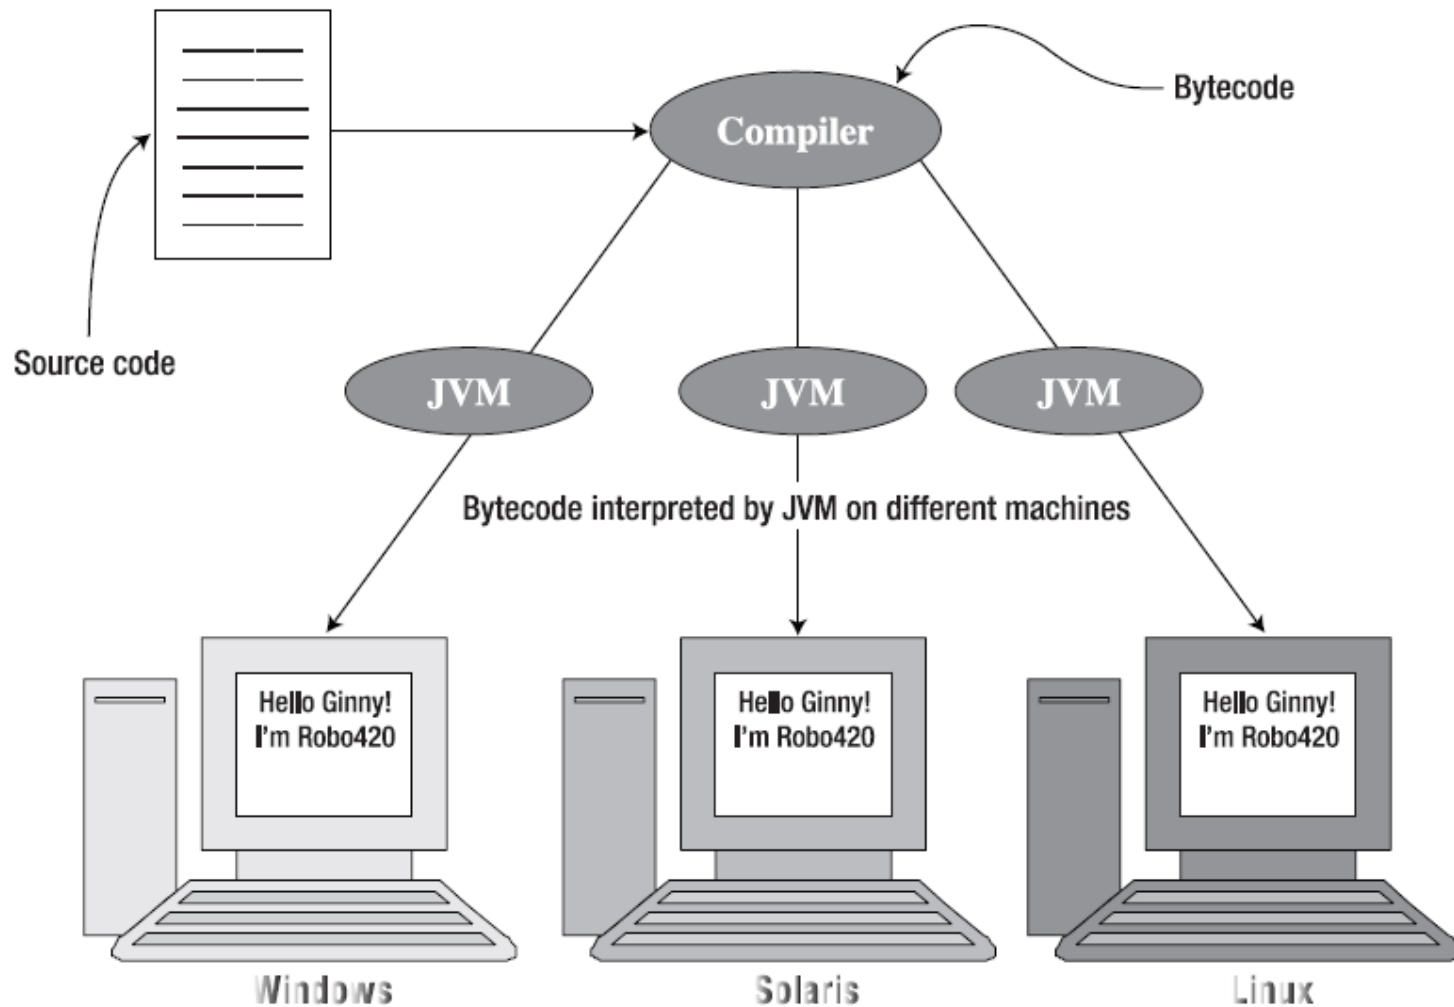 Bytecode
Compiler
Source code
JVM
JVM
JVM
Bytecode interpreted by JVM on different machines
Hello Ginny!
I'm Robo420
Hello Ginny!
I'm Robo420
Hello Ginny!
I'm Robo420
Windows
Solaris
Linux